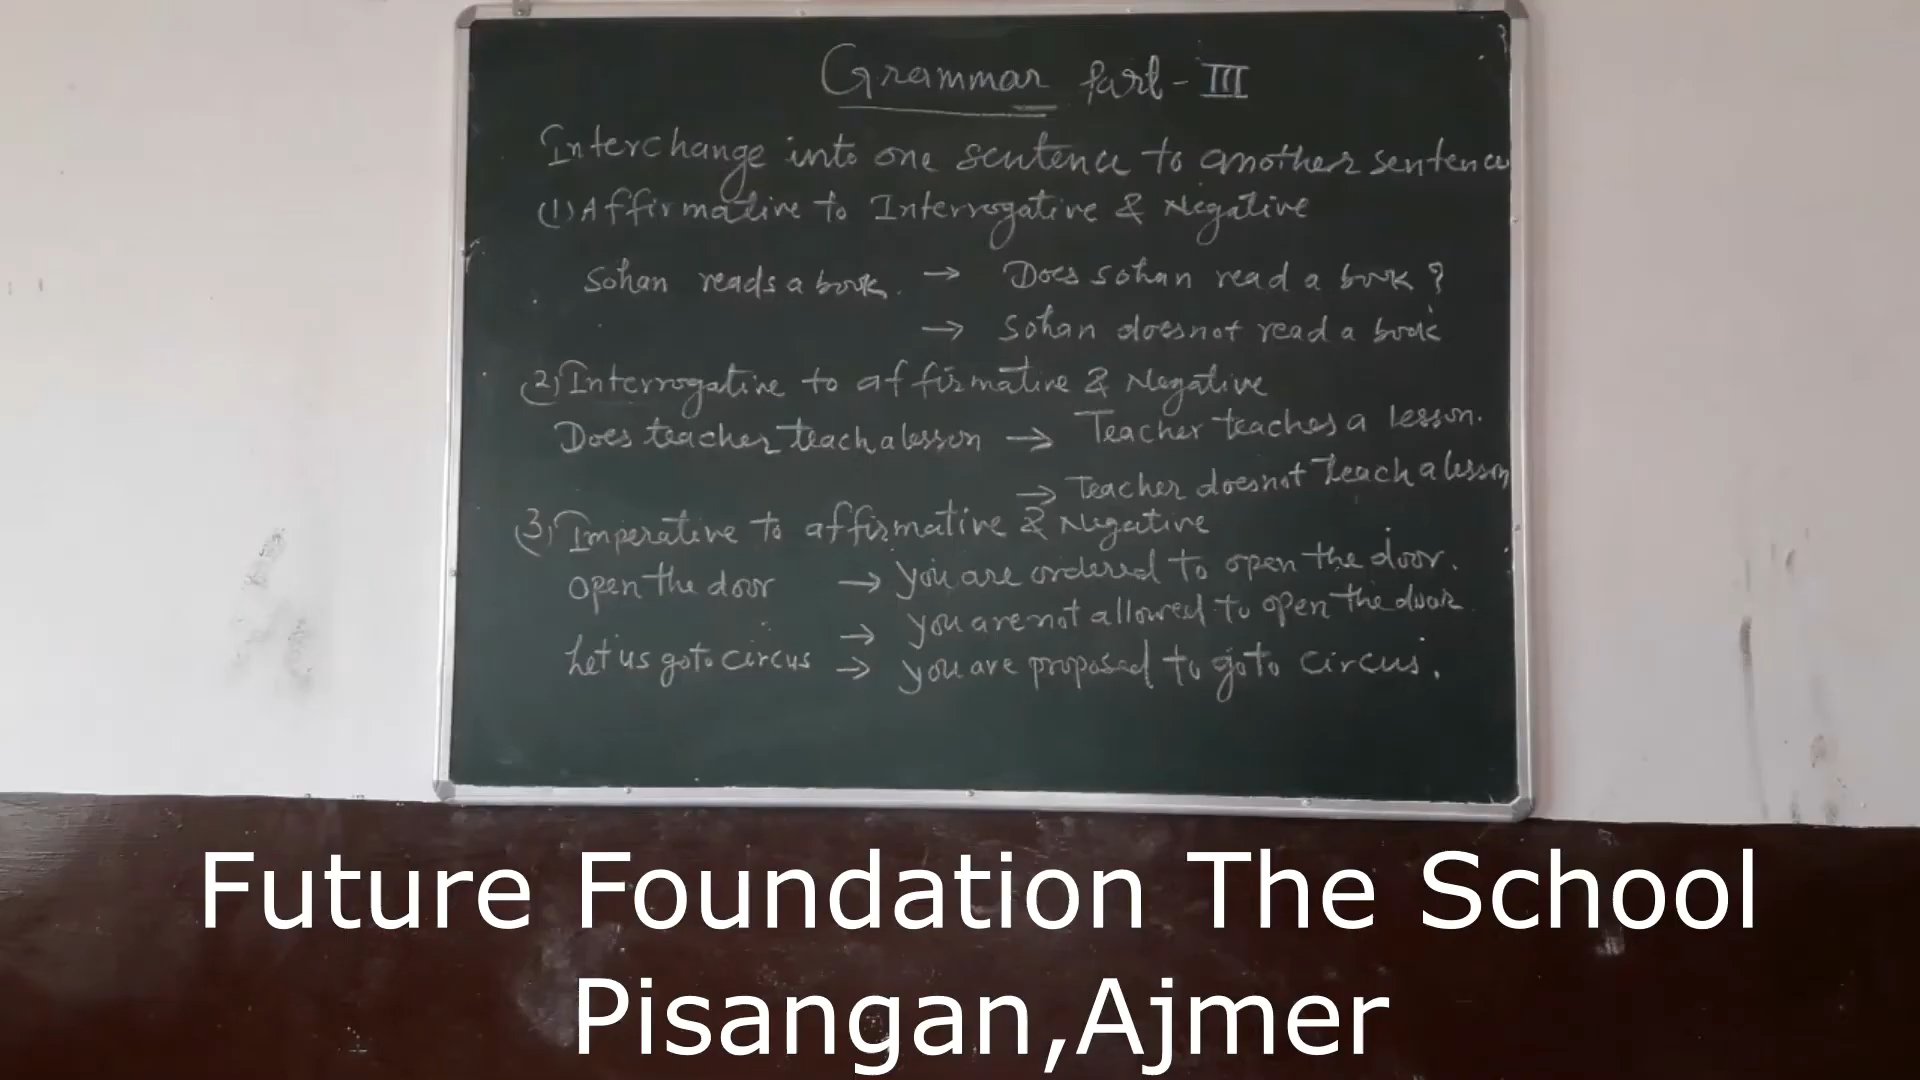 Grammar Part - III
Interchange into one sentence to another sentence
(1) Affirmative to Interrogative & Negative
Sohan reads a book. → Does sohan read a book ?
→ Sohan doesnot read a book
(2) Interrogative to affirmative & Negative
Does teacher teach a lesson → Teacher teaches a lesson.
→ Teacher doesnot teach a lesson
(3) Imperative to affirmative & Negative
open the door → you are ordered to open the door.
→ you are not allowed to open the door
Let us go to circus → you are proposed to go to circus.
Future Foundation The School
Pisangan,Ajmer